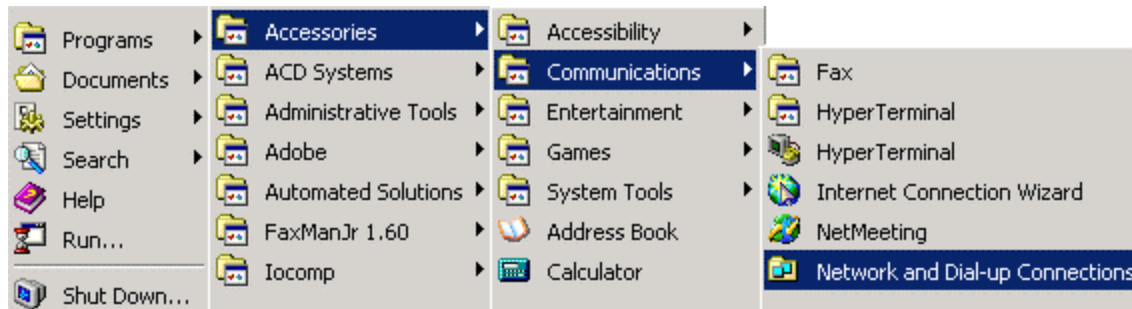 Programs
Documents
Settings
Search
Help
Run...
Shut Down...
Accessories
ACD Systems
Administrative Tools
Adobe
Automated Solutions
FaxManJr 1.60
Iocomp
Accessibility
Communications
Entertainment
Games
System Tools
Address Book
Calculator
Fax
HyperTerminal
HyperTerminal
Internet Connection Wizard
NetMeeting
Network and Dial-up Connections